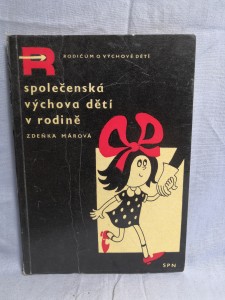 R RODIČŮM O VÝCHOVĚ DĚTÍ
společenská
výchova dětí
v rodině
ZDEŇKA MÁROVÁ
SPN